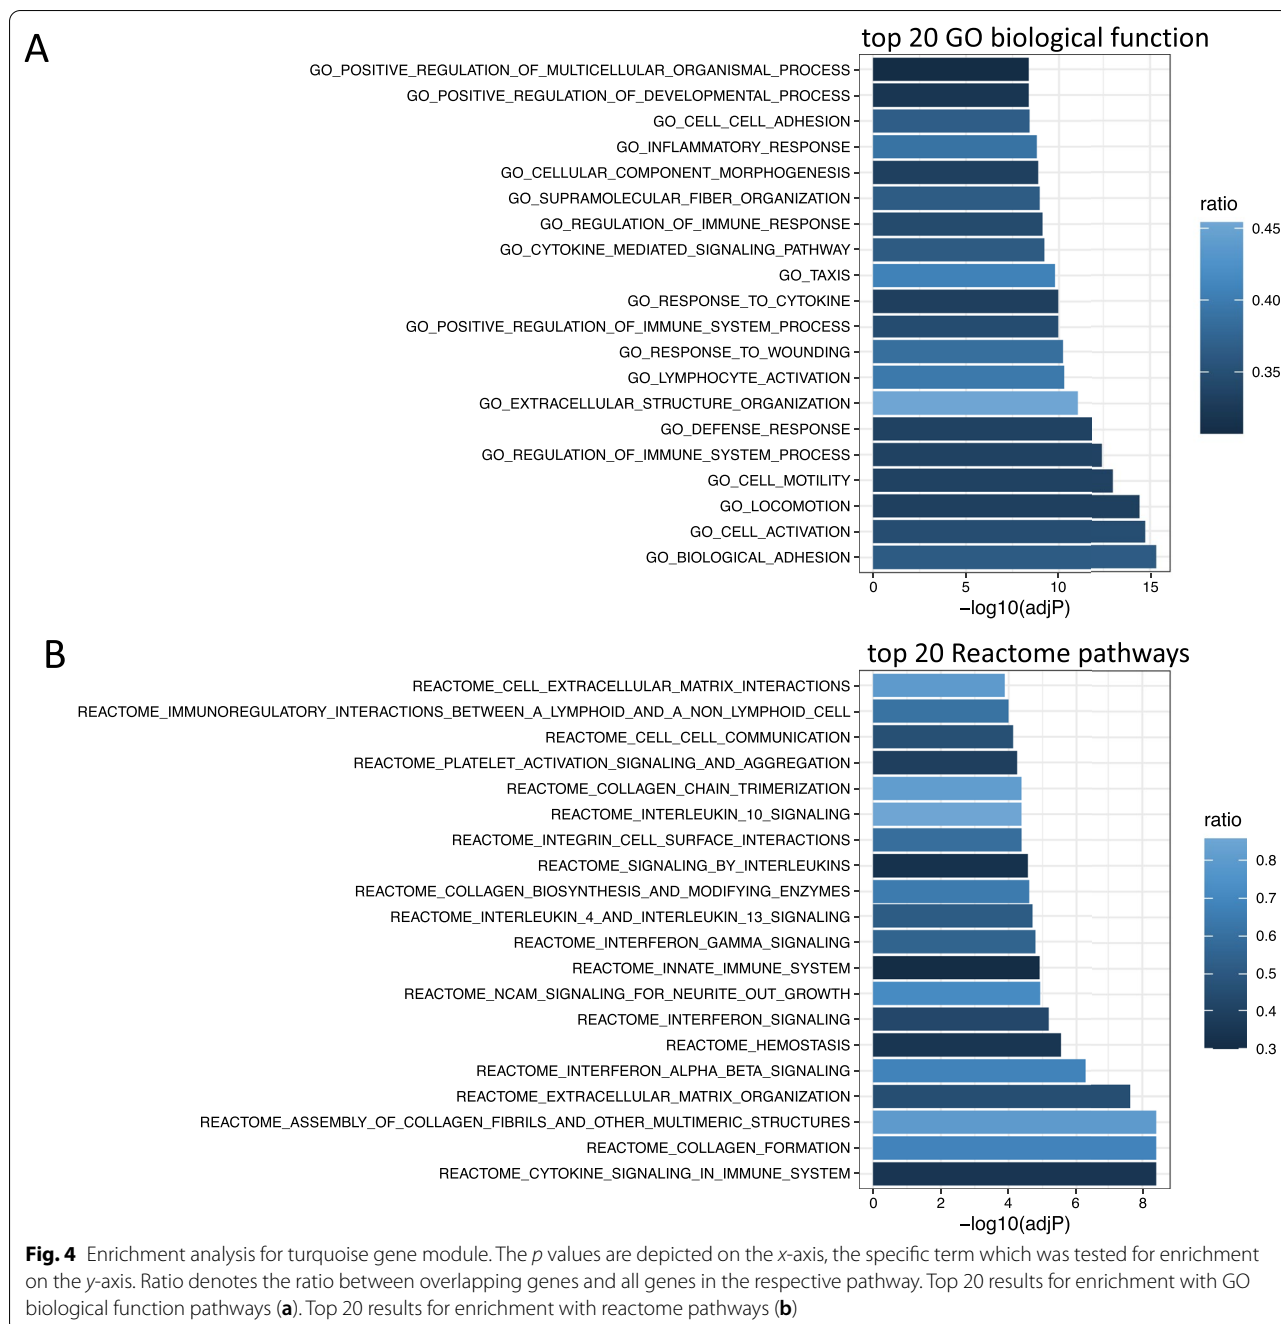 A
top 20 GO biological function
GO_POSITIVE_REGULATION_OF_MULTICELLULAR_ORGANISMAL_PROCESS
GO_POSITIVE_REGULATION_OF_DEVELOPMENTAL_PROCESS
GO_CELL_CELL_ADHESION
GO_INFLAMMATORY_RESPONSE
GO_CELLULAR_COMPONENT_MORPHOGENESIS
GO_SUPRAMOLECULAR_FIBER_ORGANIZATION
GO_REGULATION_OF_IMMUNE_RESPONSE
GO_CYTOKINE_MEDIATED_SIGNALING_PATHWAY
GO_TAXIS
GO_RESPONSE_TO_CYTOKINE
GO_POSITIVE_REGULATION_OF_IMMUNE_SYSTEM_PROCESS
GO_RESPONSE_TO_WOUNDING
GO_LYMPHOCYTE_ACTIVATION
GO_EXTRACELLULAR_STRUCTURE_ORGANIZATION
GO_DEFENSE_RESPONSE
GO_REGULATION_OF_IMMUNE_SYSTEM_PROCESS
GO_CELL_MOTILITY
GO_LOCOMOTION
GO_CELL_ACTIVATION
GO_BIOLOGICAL_ADHESION
0 5 10 15
−log10(adjP)
ratio
0.45
0.40
0.35
B
top 20 Reactome pathways
REACTOME_CELL_EXTRACELLULAR_MATRIX_INTERACTIONS
REACTOME_IMMUNOREGULATORY_INTERACTIONS_BETWEEN_A_LYMPHOID_AND_A_NON_LYMPHOID_CELL
REACTOME_CELL_CELL_COMMUNICATION
REACTOME_PLATELET_ACTIVATION_SIGNALING_AND_AGGREGATION
REACTOME_COLLAGEN_CHAIN_TRIMERIZATION
REACTOME_INTERLEUKIN_10_SIGNALING
REACTOME_INTEGRIN_CELL_SURFACE_INTERACTIONS
REACTOME_SIGNALING_BY_INTERLEUKINS
REACTOME_COLLAGEN_BIOSYNTHESIS_AND_MODIFYING_ENZYMES
REACTOME_INTERLEUKIN_4_AND_INTERLEUKIN_13_SIGNALING
REACTOME_INTERFERON_GAMMA_SIGNALING
REACTOME_INNATE_IMMUNE_SYSTEM
REACTOME_NCAM_SIGNALING_FOR_NEURITE_OUT_GROWTH
REACTOME_INTERFERON_SIGNALING
REACTOME_HEMOSTASIS
REACTOME_INTERFERON_ALPHA_BETA_SIGNALING
REACTOME_EXTRACELLULAR_MATRIX_ORGANIZATION
REACTOME_ASSEMBLY_OF_COLLAGEN_FIBRILS_AND_OTHER_MULTIMERIC_STRUCTURES
REACTOME_COLLAGEN_FORMATION
REACTOME_CYTOKINE_SIGNALING_IN_IMMUNE_SYSTEM
0 2 4 6 8
−log10(adjP)
ratio
0.8
0.7
0.6
0.5
0.4
0.3
Fig. 4 Enrichment analysis for turquoise gene module. The p values are depicted on the x-axis, the specific term which was tested for enrichment
on the y-axis. Ratio denotes the ratio between overlapping genes and all genes in the respective pathway. Top 20 results for enrichment with GO
biological function pathways (a). Top 20 results for enrichment with reactome pathways (b)